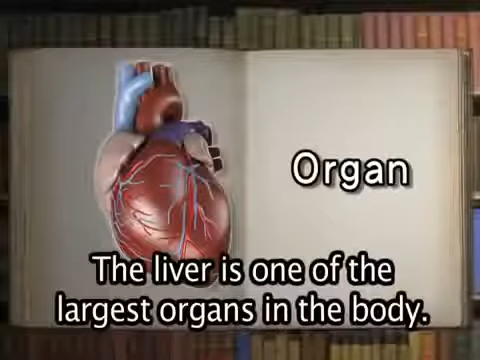 Organ
The liver is one of the
largest organs in the body.